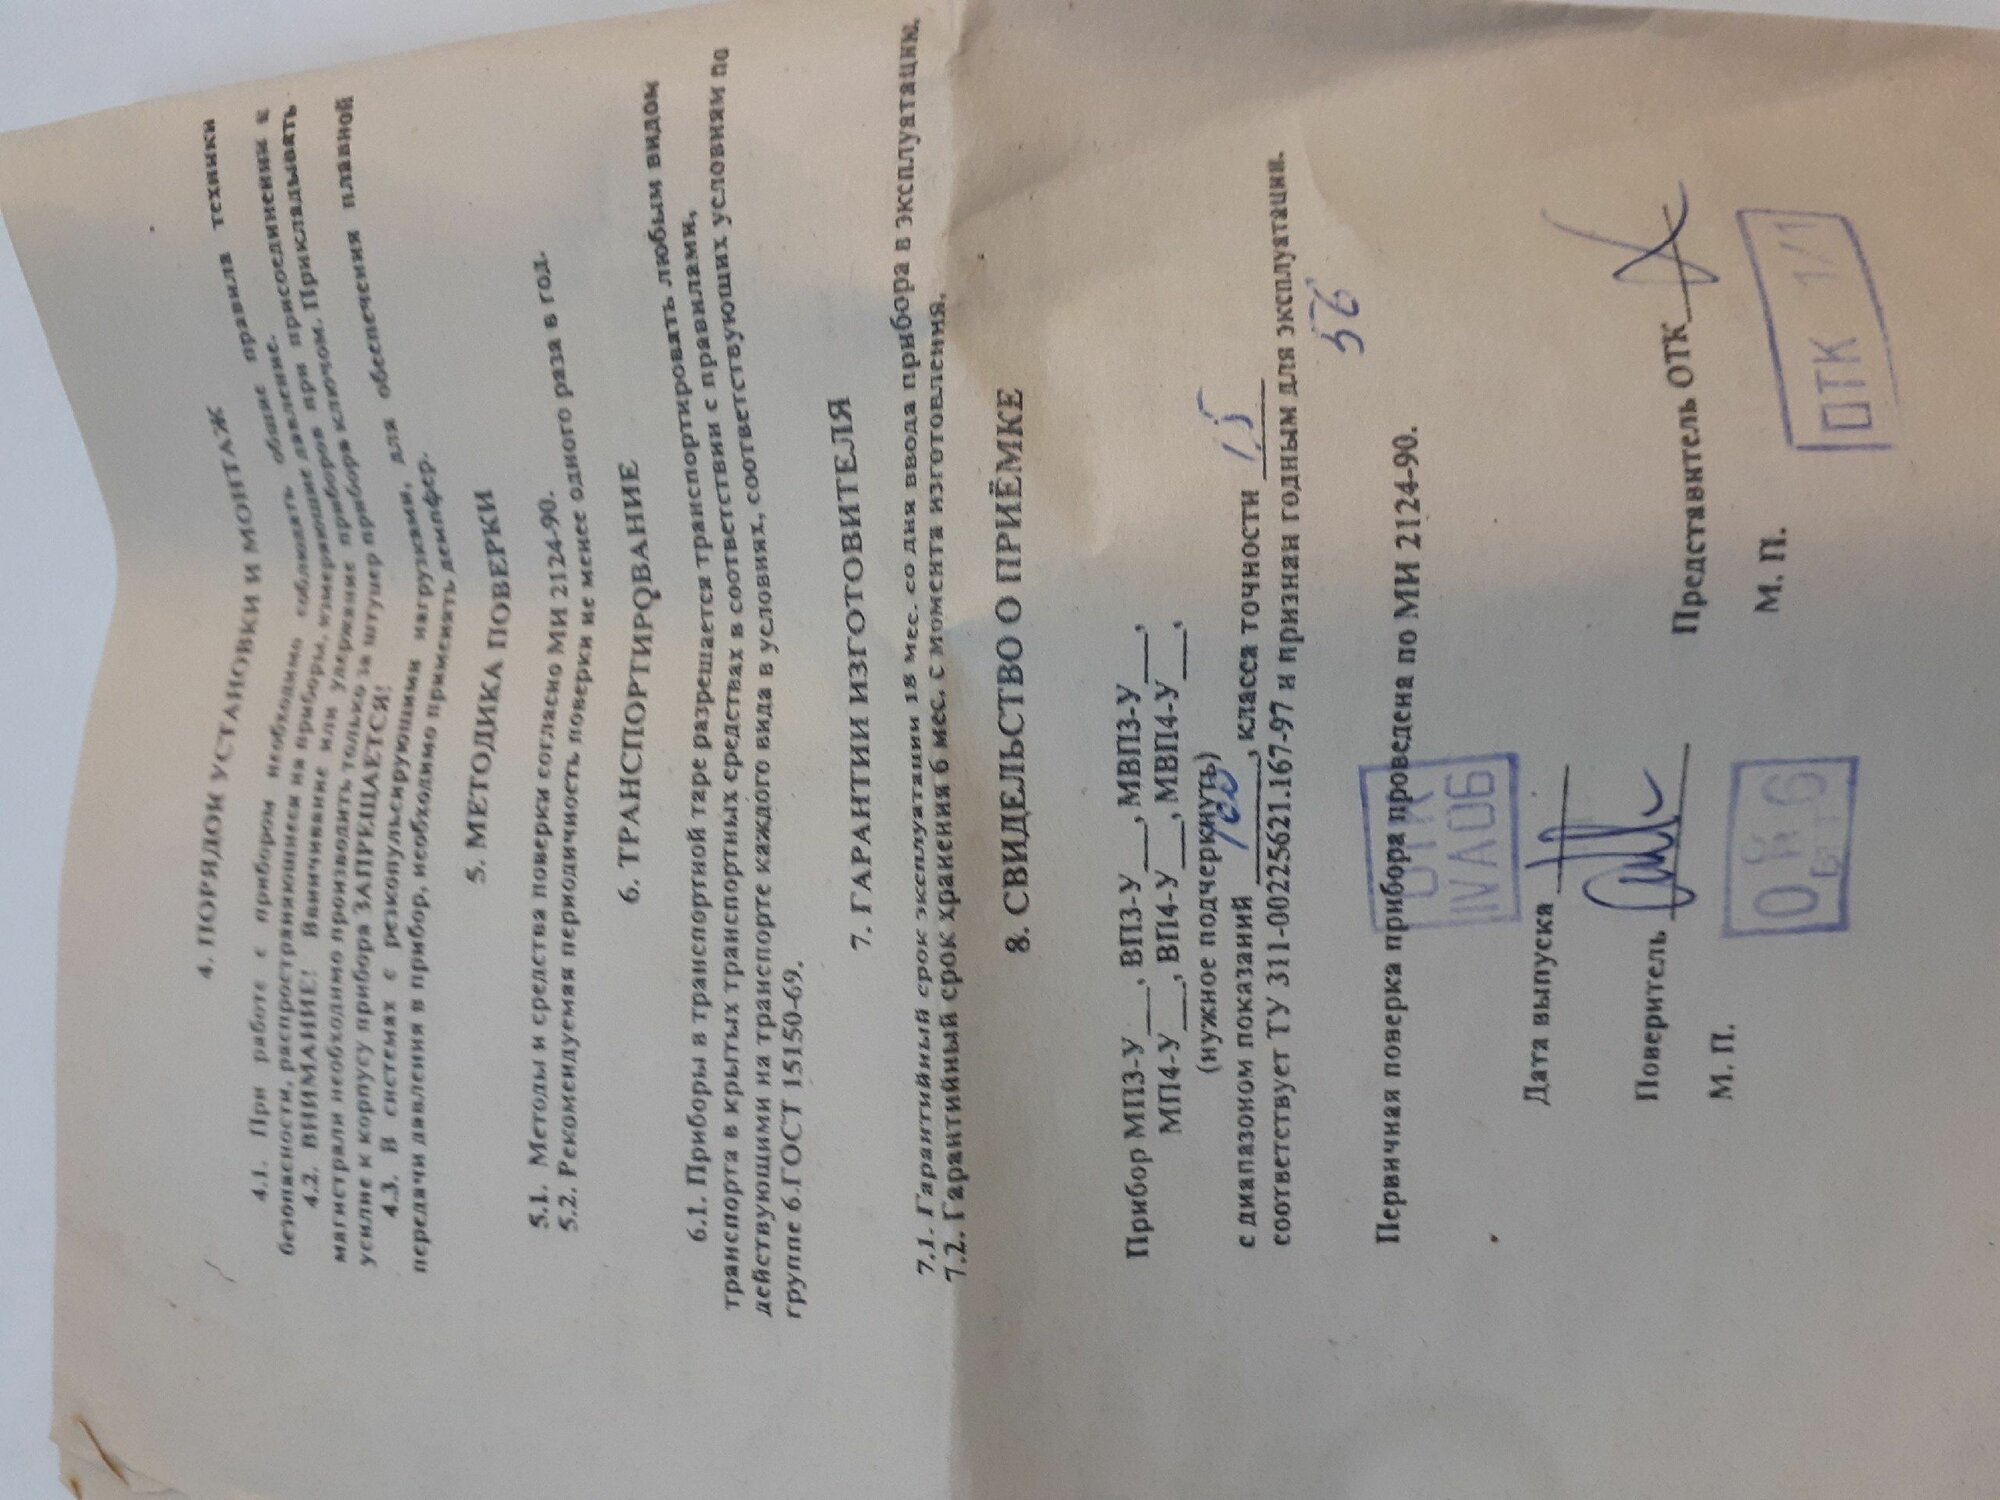 4. ПОРЯДОК УСТАНОВКИ И МОНТАЖ
4.1. При работе с прибором необходимо соблюдать общие правила техники
безопасности, распространяющиеся на приборы, измеряющие давление.
4.2. ВНИМАНИЕ! Ввинчивание или удержание приборов при присоединении к
магистрали необходимо производить только за штуцер прибора ключом. Прикладывать
усилие к корпусу прибора ЗАПРЕЩАЕТСЯ!
4.3. В системах с резкопульсирующими нагрузками, для обеспечения плавной
передачи давления в прибор, необходимо применять демпфер.
5. МЕТОДИКА ПОВЕРКИ
5.1. Методы и средства поверки согласно МИ 2124-90.
5.2. Рекомендуемая периодичность поверки не менее одного раза в год.
6. ТРАНСПОРТИРОВАНИЕ
6.1. Приборы в транспортной таре разрешается транспортировать любым видом
транспорта в крытых транспортных средствах в соответствии с правилами,
действующими на транспорте каждого вида в условиях, соответствующих условиям по
группе 6.ГОСТ 15150-69.
7. ГАРАНТИИ ИЗГОТОВИТЕЛЯ
7.1. Гарантийный срок эксплуатации 18 мес. со дня ввода прибора в эксплуатацию.
7.2. Гарантийный срок хранения 6 мес. с момента изготовления.
8. СВИДЕЛЬСТВО О ПРИЁМКЕ
Прибор МП3-У___, ВП3-У___, МВП3-У___,
МП4-У___, ВП4-У___, МВП4-У___,
(нужное подчеркнуть)
с диапазоном показаний 100, класса точности 1,5
соответствует ТУ 311-00225621.167-97 и признан годным для эксплуатации.
56
Первичная поверка прибора проведена по МИ 2124-90.
ОТК
IVA06
Дата выпуска
Поверитель
Представитель ОТК
М. П.
М. П.
ОТК 1/1